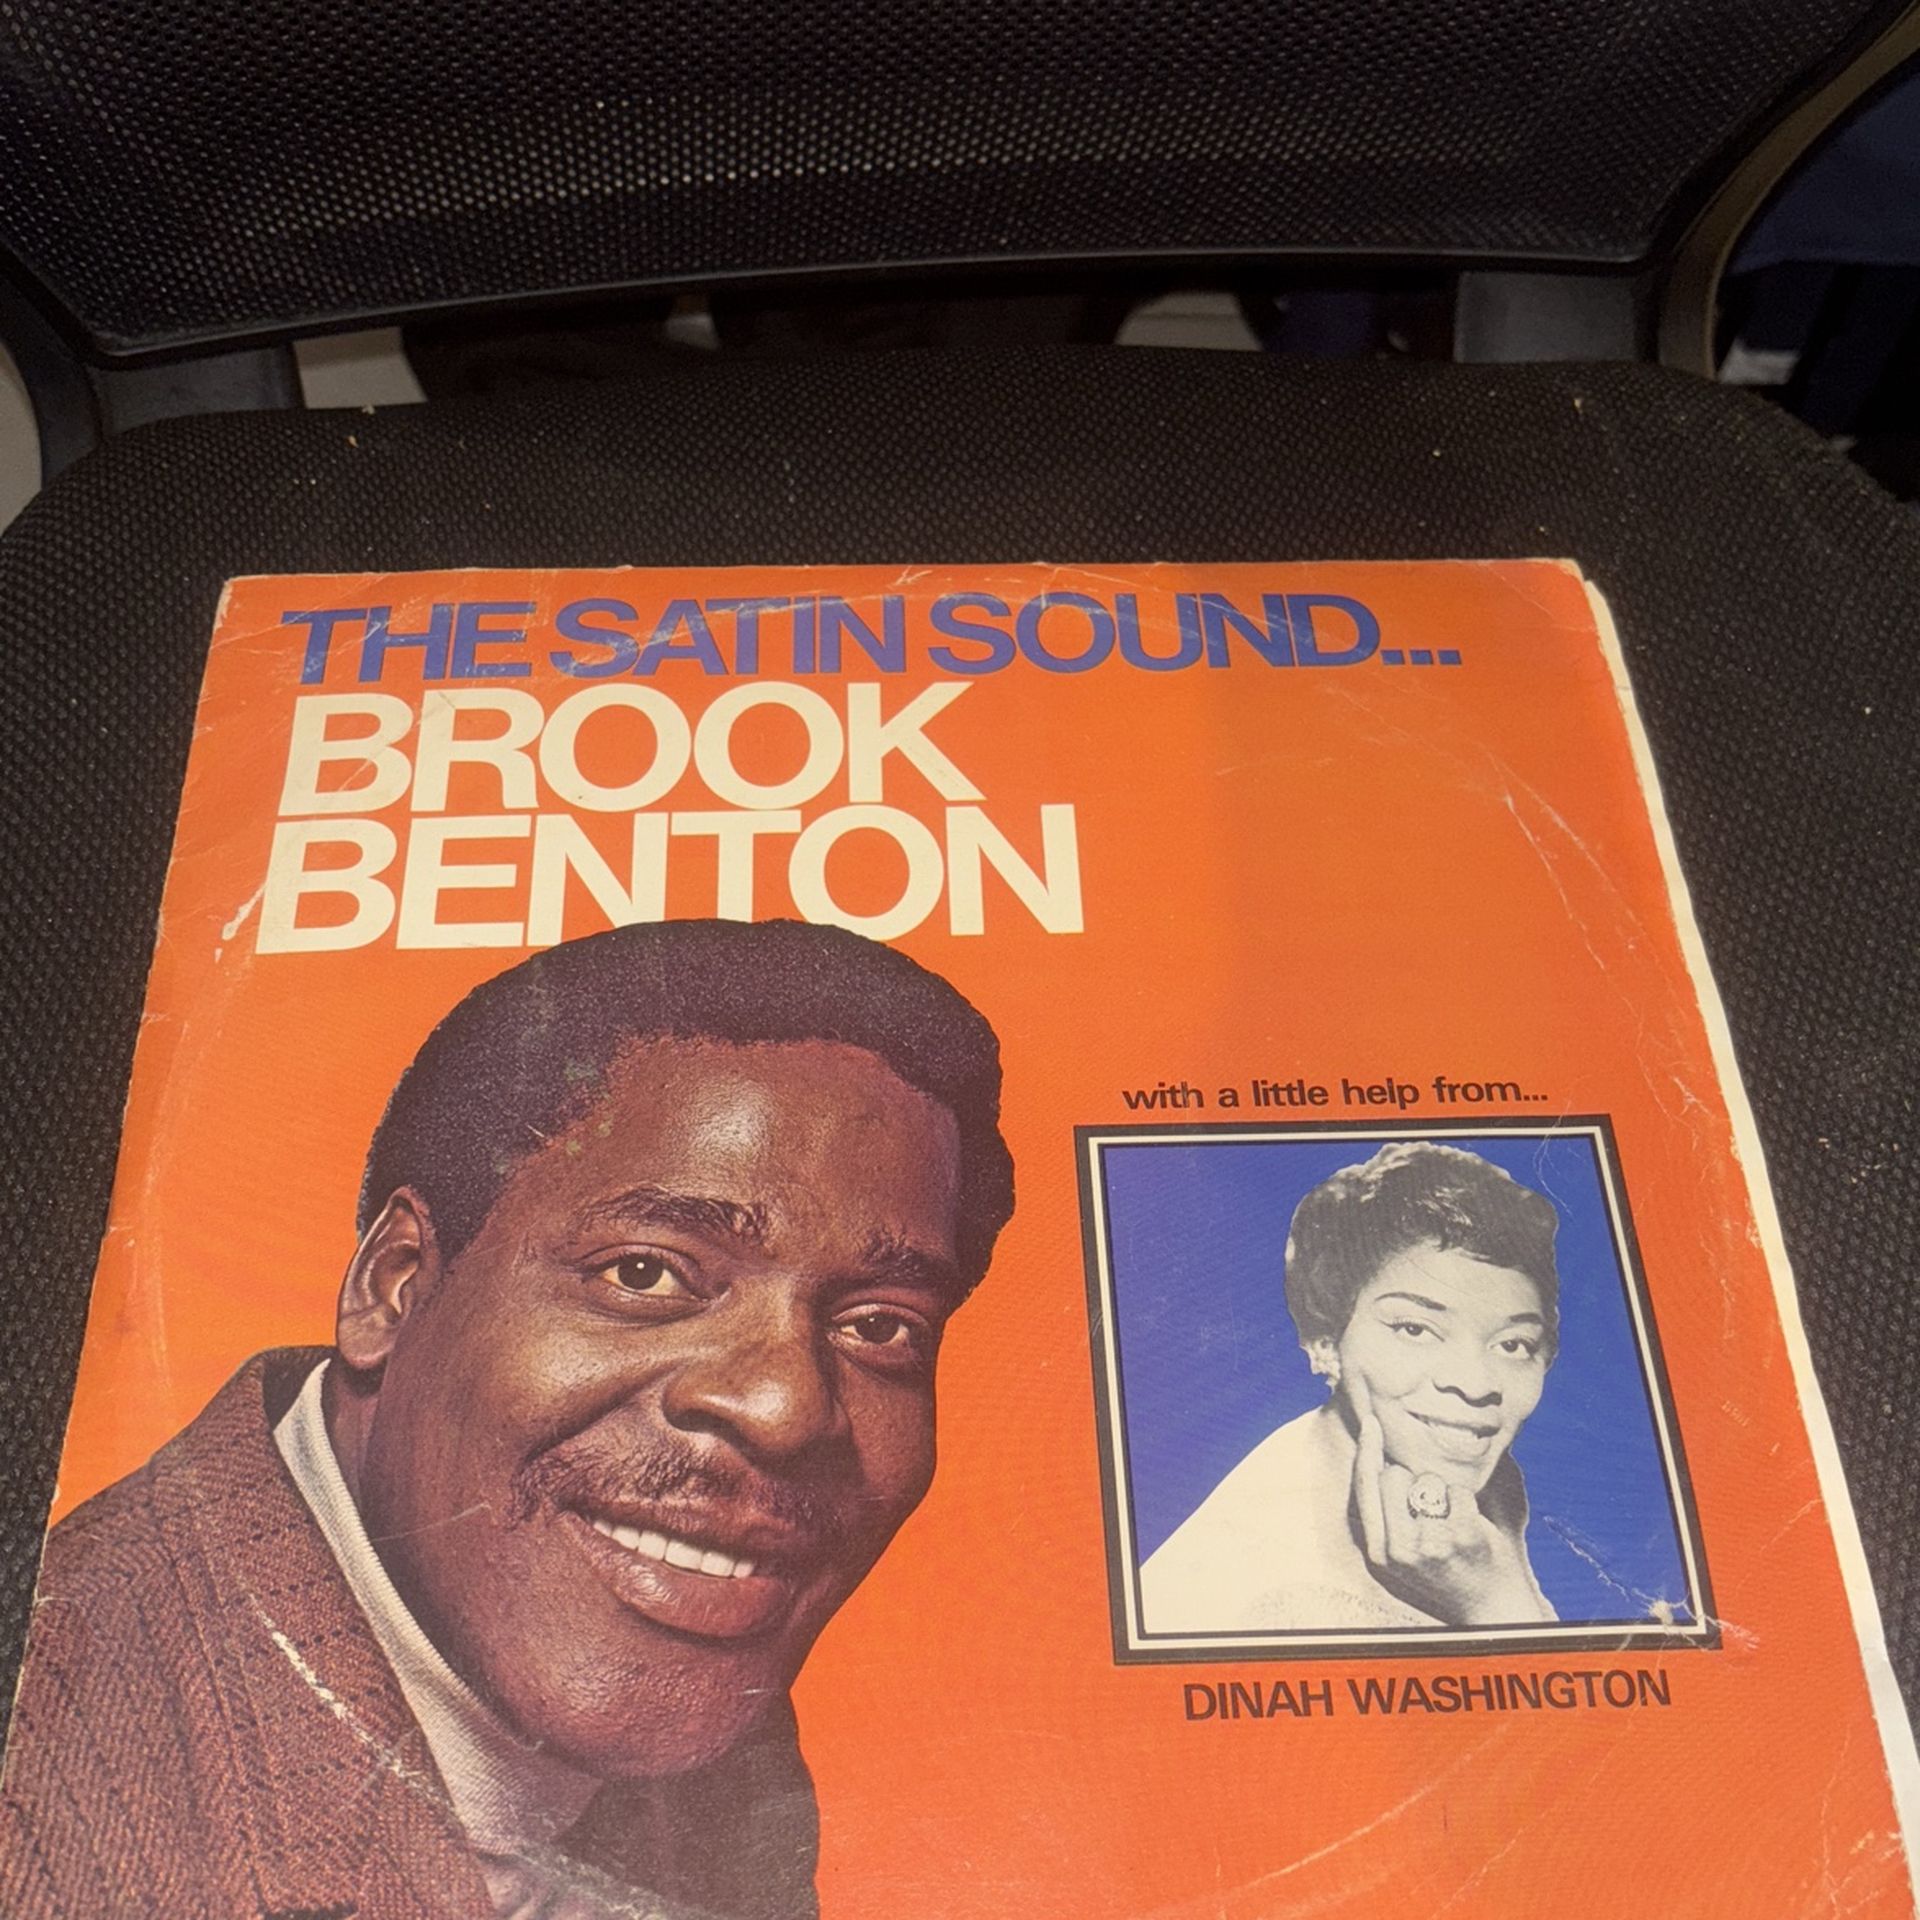 THE SATIN SOUND...
BROOK
BENTON
with a little help from...
DINAH WASHINGTON